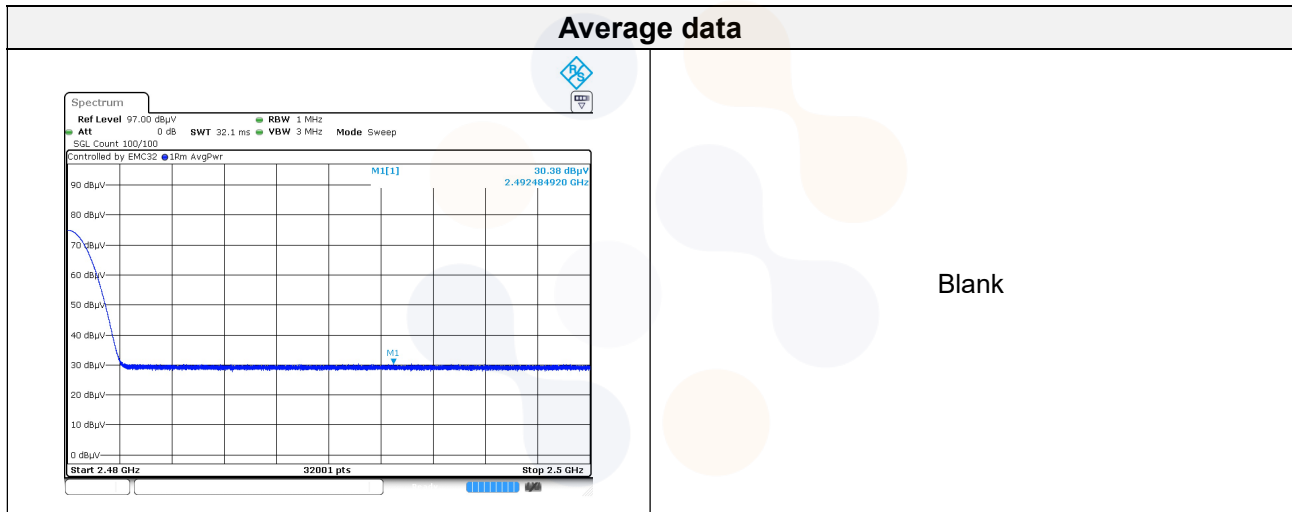 Average data
R&S
Spectrum
Ref Level 97.00 dBµV RBW 1 MHz
Att 0 dB SWT 32.1 ms VBW 3 MHz Mode Sweep
SGL Count 100/100
Controlled by EMC32 1Rm AvgPwr
M1[1] 30.38 dBµV
2.492484920 GHz
90 dBµV
80 dBµV
70 dBµV
60 dBµV
50 dBµV
40 dBµV
M1
30 dBµV
20 dBµV
10 dBµV
0 dBµV
Start 2.48 GHz 32001 pts Stop 2.5 GHz
Blank